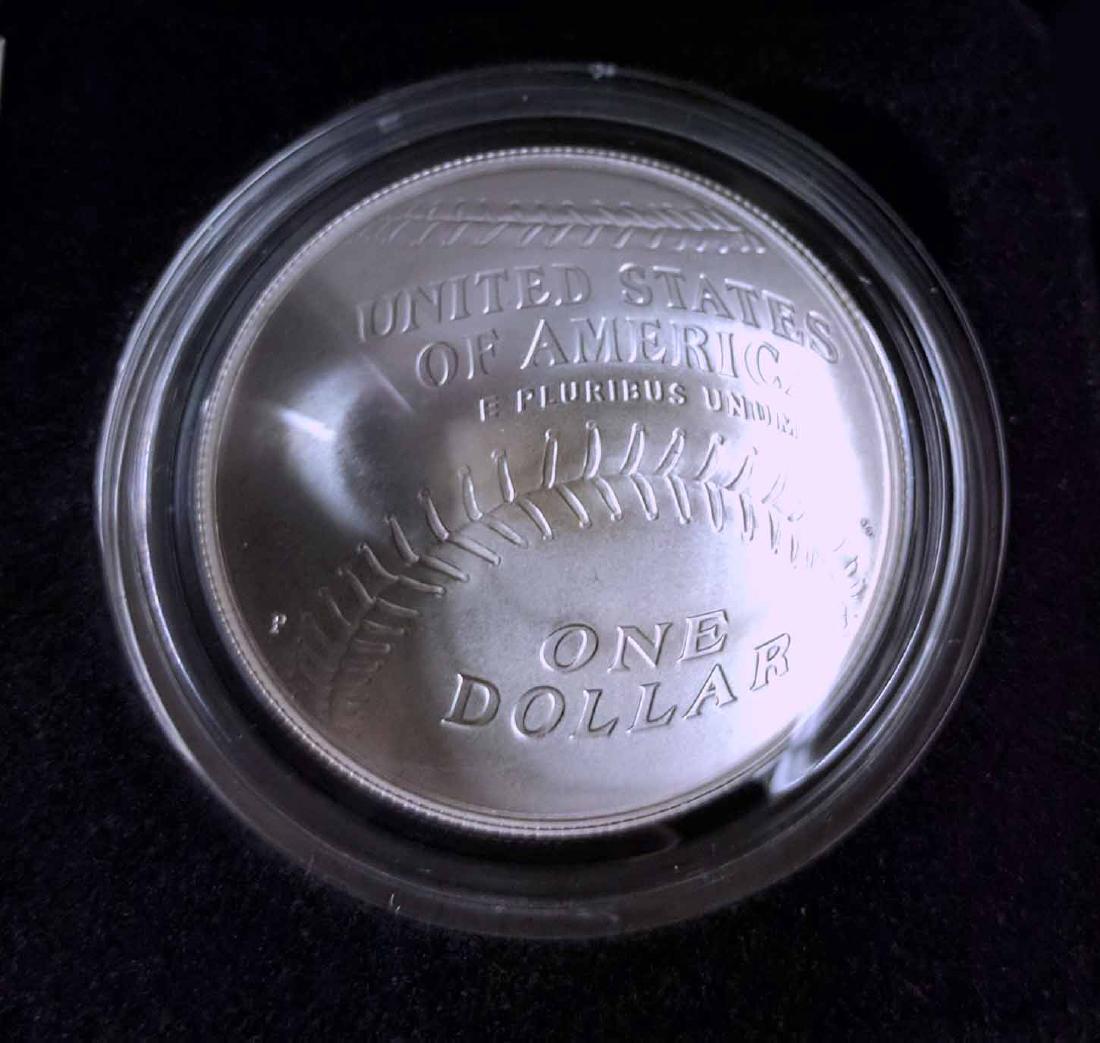 UNITED STATES
OF AMERICA
E PLURIBUS UNUM
P
ONE
DOLLAR